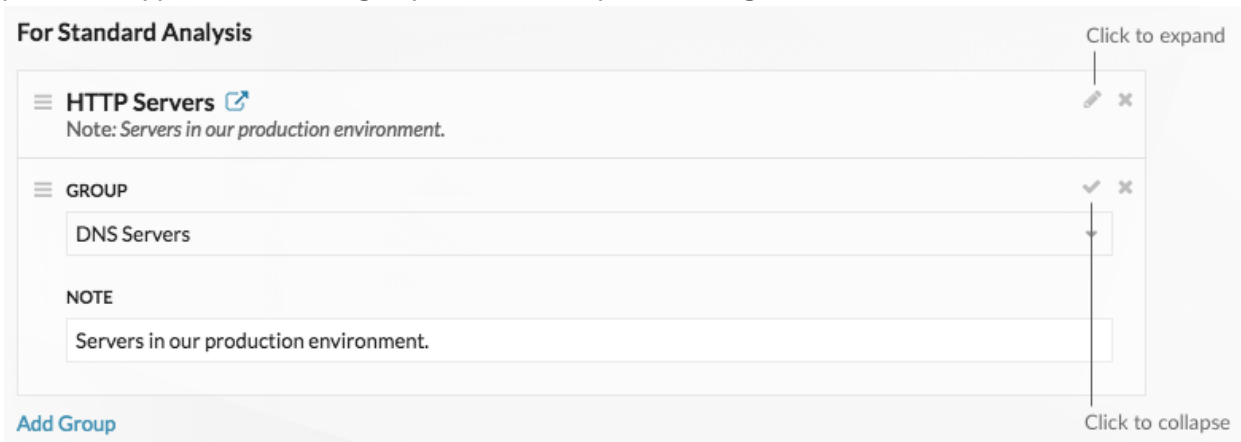 For Standard Analysis
Click to expand
HTTP Servers
Note: Servers in our production environment.
GROUP
DNS Servers
NOTE
Servers in our production environment.
Add Group
Click to collapse